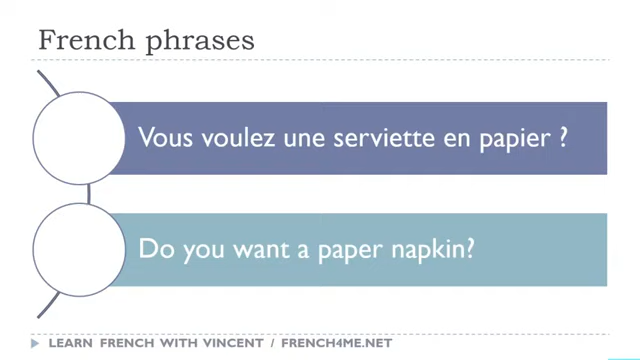 French phrases
Vous voulez une serviette en papier ?
Do you want a paper napkin?
LEARN FRENCH WITH VINCENT / FRENCH4ME.NET